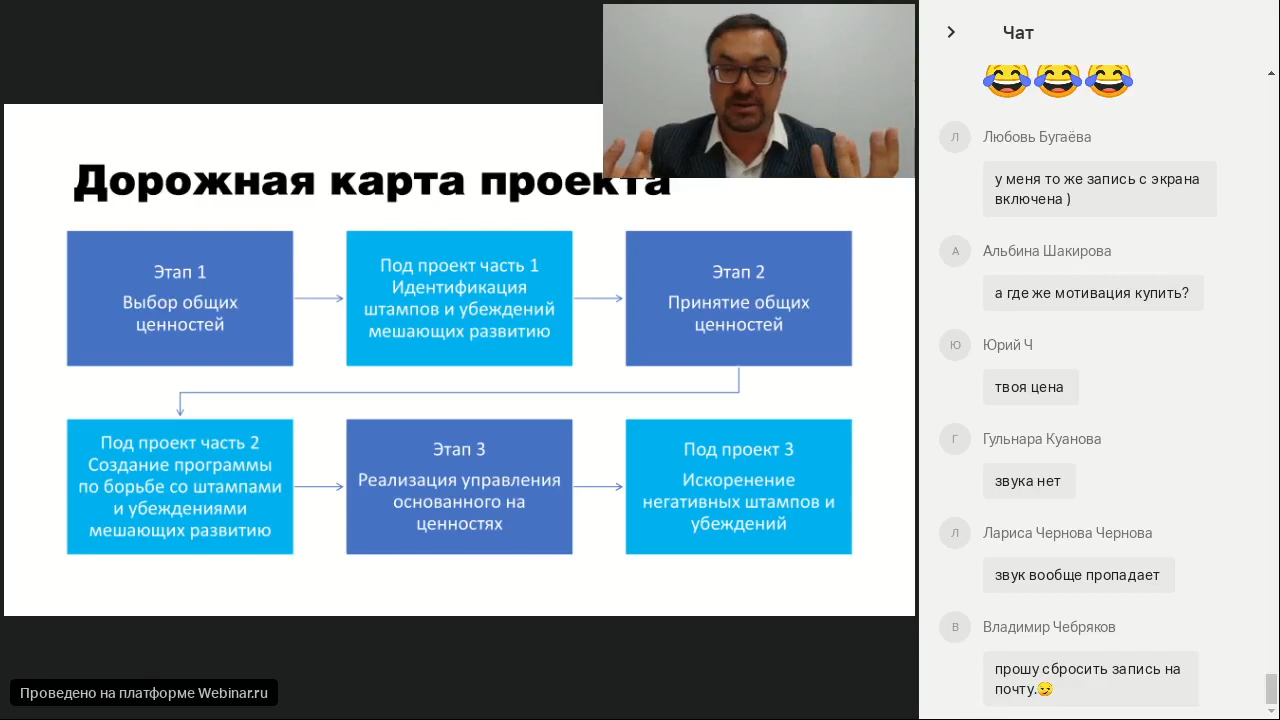 Дорожная карта проекта
Этап 1
Выбор общих
ценностей
Под проект часть 1
Идентификация
штампов и убеждений
мешающих развитию
Этап 2
Принятие общих
ценностей
Под проект часть 2
Создание программы
по борьбе со штампами
и убеждениями
мешающих развитию
Этап 3
Реализация управления
основанного на
ценностях
Под проект 3
Искоренение
негативных штампов и
убеждений
Проведено на платформе Webinar.ru
Чат
😂😂😂
Л
Любовь Бугаёва
у меня то же запись с экрана
включена )
А
Альбина Шакирова
а где же мотивация купить?
Ю
Юрий Ч
твоя цена
Г
Гульнара Куанова
звука нет
Л
Лариса Чернова Чернова
звук вообще пропадает
В
Владимир Чебряков
прошу сбросить запись на
почту.😏